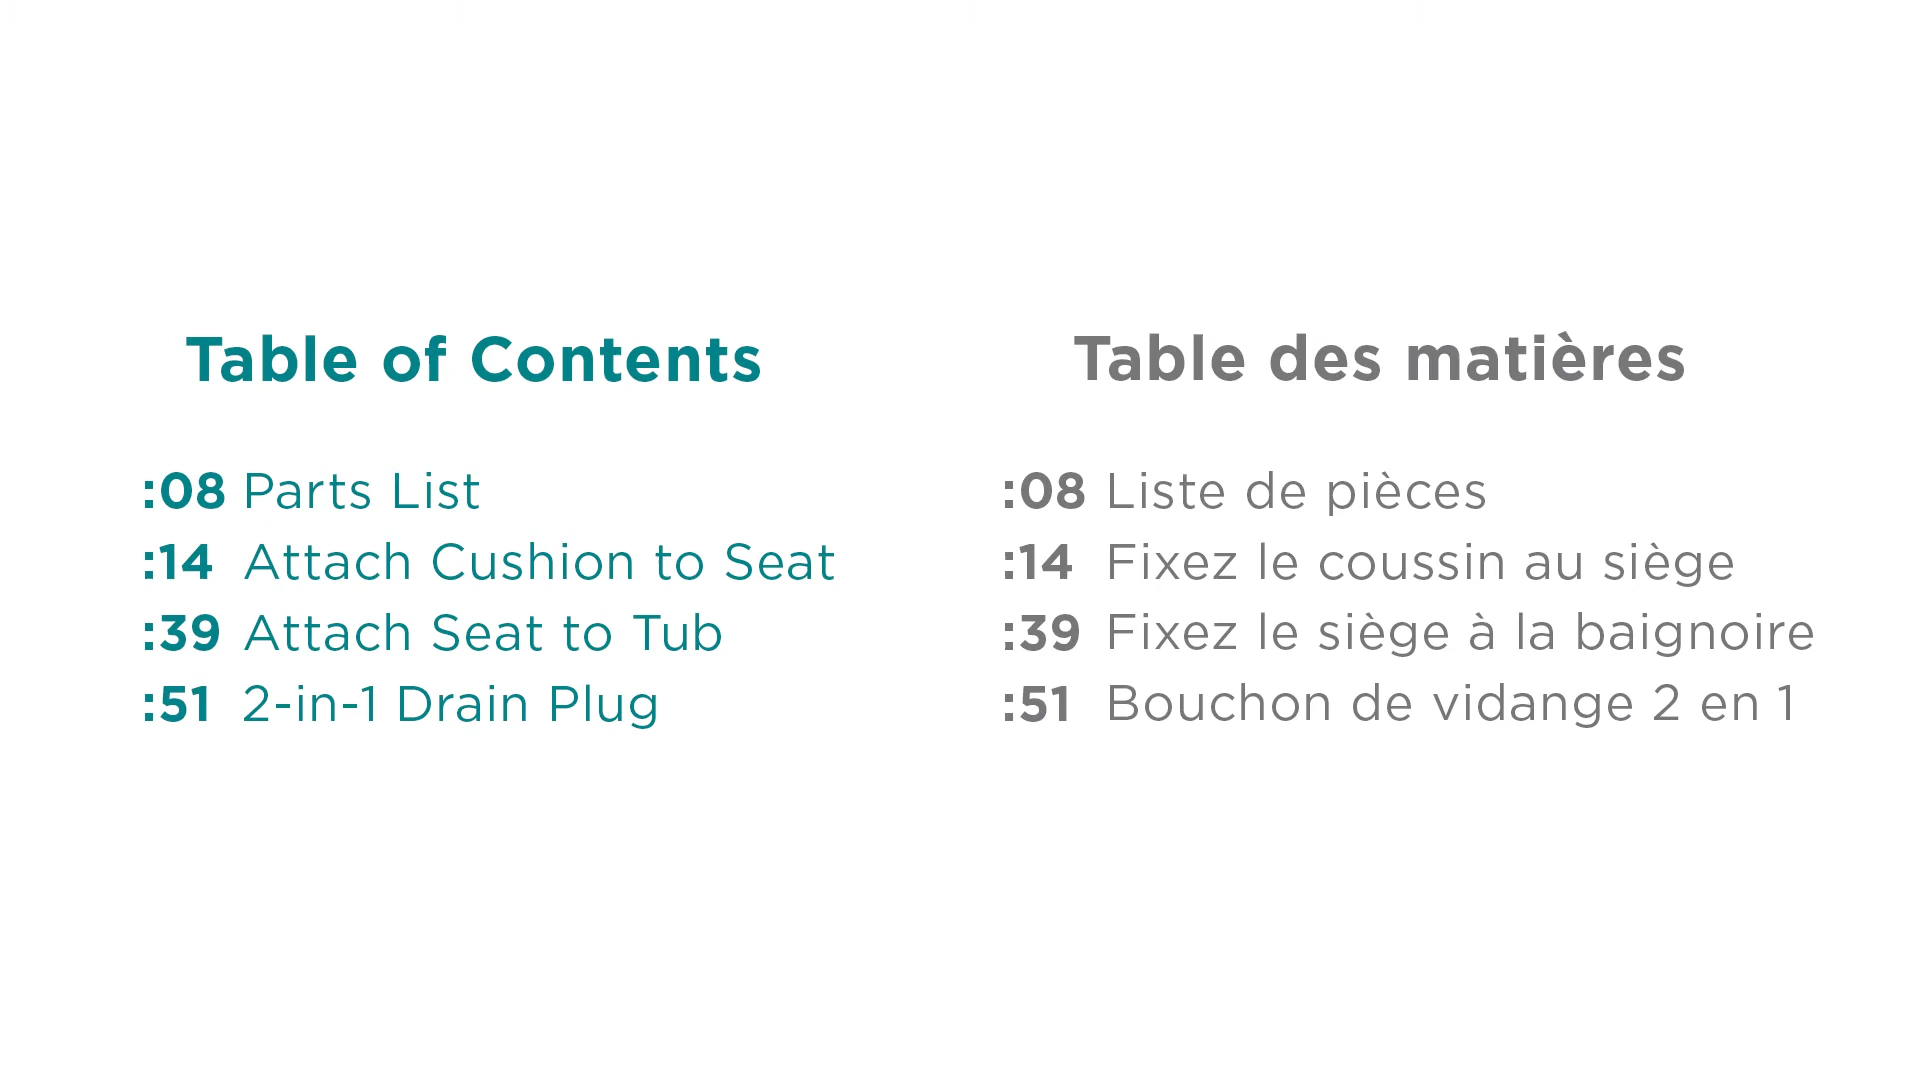 Table of Contents
:08 Parts List
:14 Attach Cushion to Seat
:39 Attach Seat to Tub
:51 2-in-1 Drain Plug
Table des matières
:08 Liste de pièces
:14 Fixez le coussin au siège
:39 Fixez le siège à la baignoire
:51 Bouchon de vidange 2 en 1